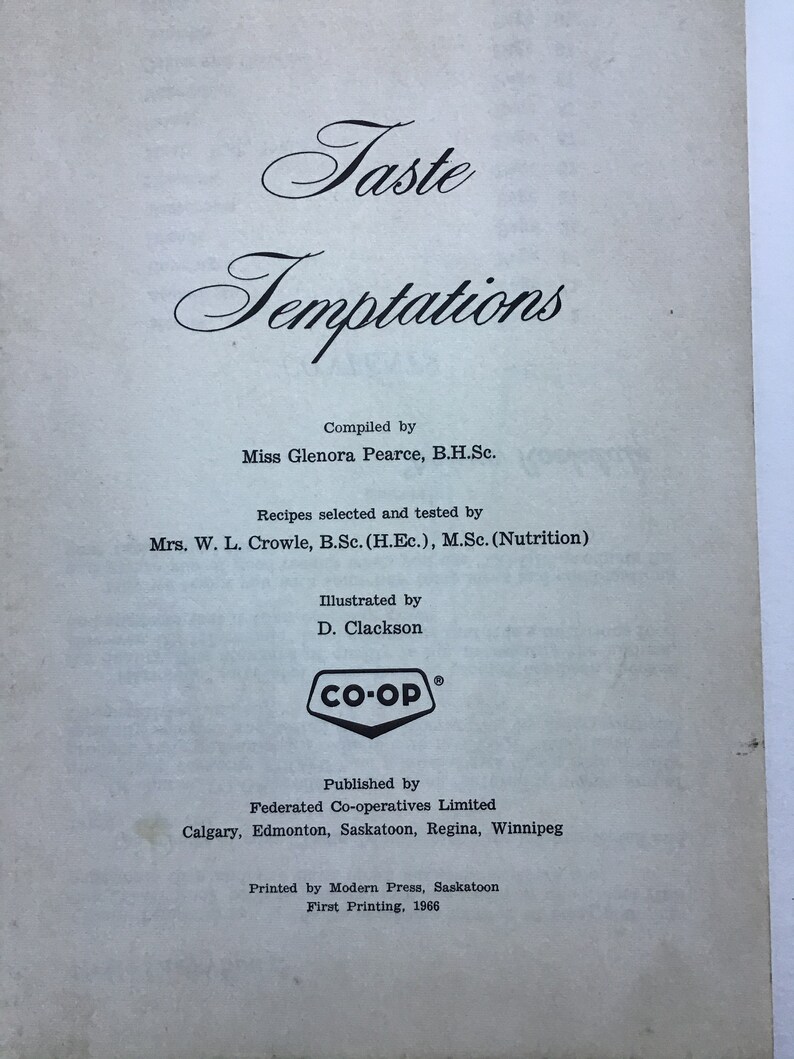 Taste
Temptations
Compiled by
Miss Glenora Pearce, B.H.Sc.
Recipes selected and tested by
Mrs. W. L. Crowle, B.Sc.(H.Ec.), M.Sc.(Nutrition)
Illustrated by
D. Clackson
CO-OP®
Published by
Federated Co-operatives Limited
Calgary, Edmonton, Saskatoon, Regina, Winnipeg
Printed by Modern Press, Saskatoon
First Printing, 1966